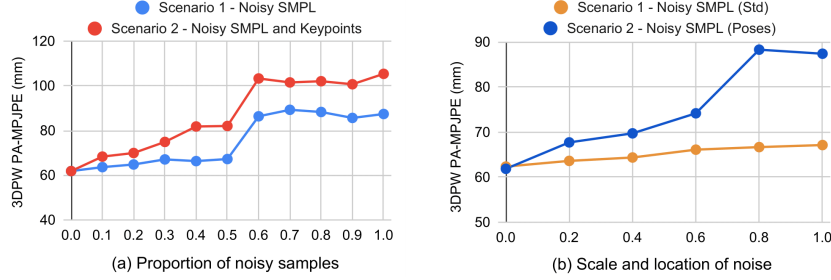 Scenario 1 - Noisy SMPL
Scenario 2 - Noisy SMPL and Keypoints
3DPW PA-MPJPE (mm)
120
100
80
60
40
0.0 0.1 0.2 0.3 0.4 0.5 0.6 0.7 0.8 0.9 1.0
(a) Proportion of noisy samples
Scenario 1 - Noisy SMPL (Std)
Scenario 2 - Noisy SMPL (Poses)
3DPW PA-MPJPE (mm)
90
80
70
60
50
0.0 0.2 0.4 0.6 0.8 1.0
(b) Scale and location of noise